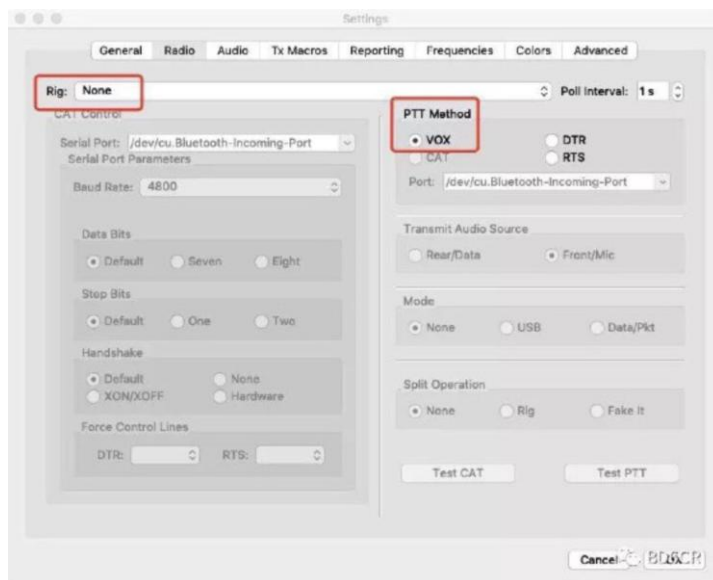 Settings
General Radio Audio Tx Macros Reporting Frequencies Colors Advanced
Rig: None Poll Interval: 1 s
CAT Control
Serial Port: /dev/cu.Bluetooth-Incoming-Port
Serial Port Parameters
Baud Rate: 4800
Data Bits
Default Seven Eight
Stop Bits
Default One Two
Handshake
Default None
XON/XOFF Hardware
Force Control Lines
DTR: RTS:
PTT Method
VOX DTR
CAT RTS
Port: /dev/cu.Bluetooth-Incoming-Port
Transmit Audio Source
Rear/Data Front/Mic
Mode
None USB Data/Pkt
Split Operation
None Rig Fake It
Test CAT Test PTT
Cancel